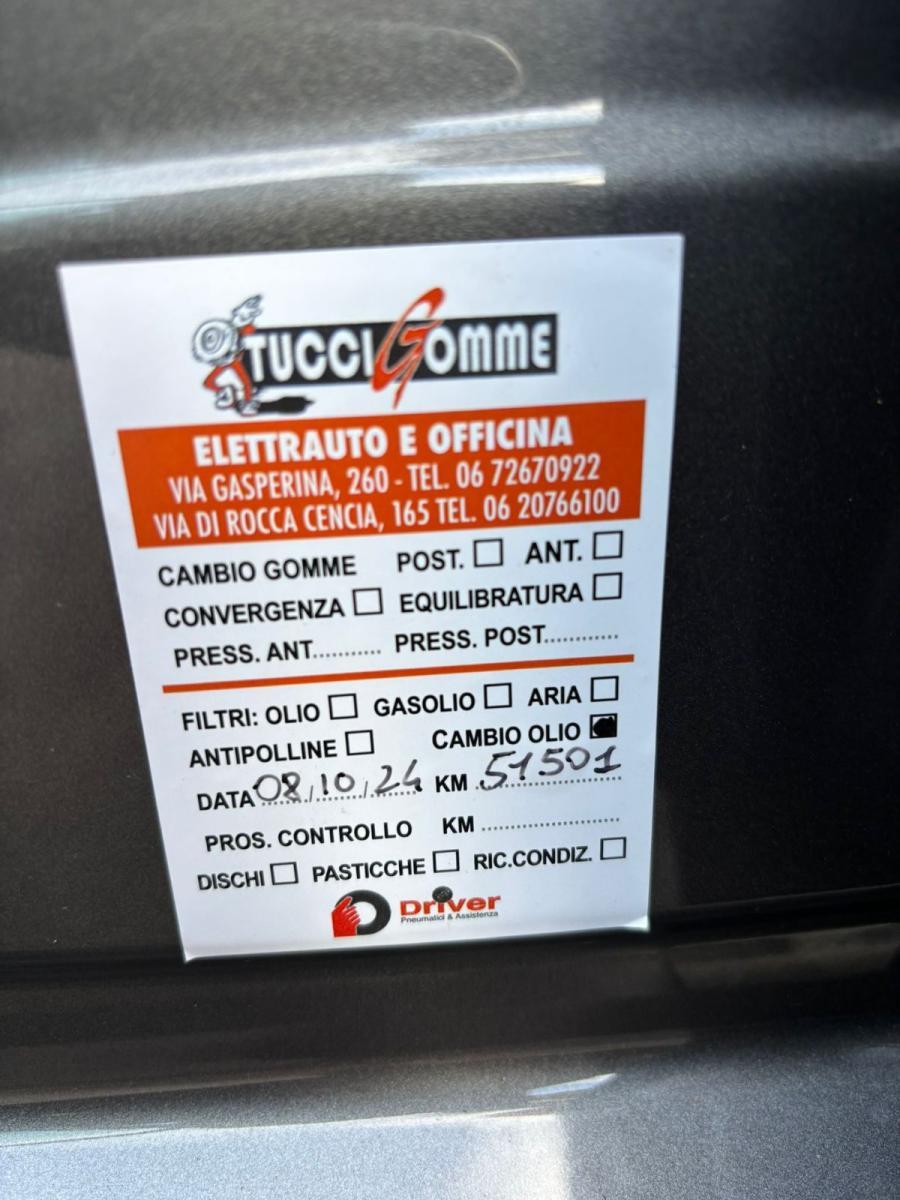 TUCCI GOMME
ELETTRAUTO E OFFICINA
VIA GASPERINA, 260 - TEL. 06 72670922
VIA DI ROCCA CENCIA, 165 TEL. 06 20766100
CAMBIO GOMME POST. ☐ ANT. ☐
CONVERGENZA ☐ EQUILIBRATURA ☐
PRESS. ANT........... PRESS. POST............
FILTRI: OLIO ☐ GASOLIO ☐ ARIA ☐
ANTIPOLLINE ☐ CAMBIO OLIO ☑
DATA 08/10/24 KM 51501
PROS. CONTROLLO KM ......................
DISCHI ☐ PASTICCHE ☐ RIC.CONDIZ. ☐
Driver
Pneumatici & Assistenza